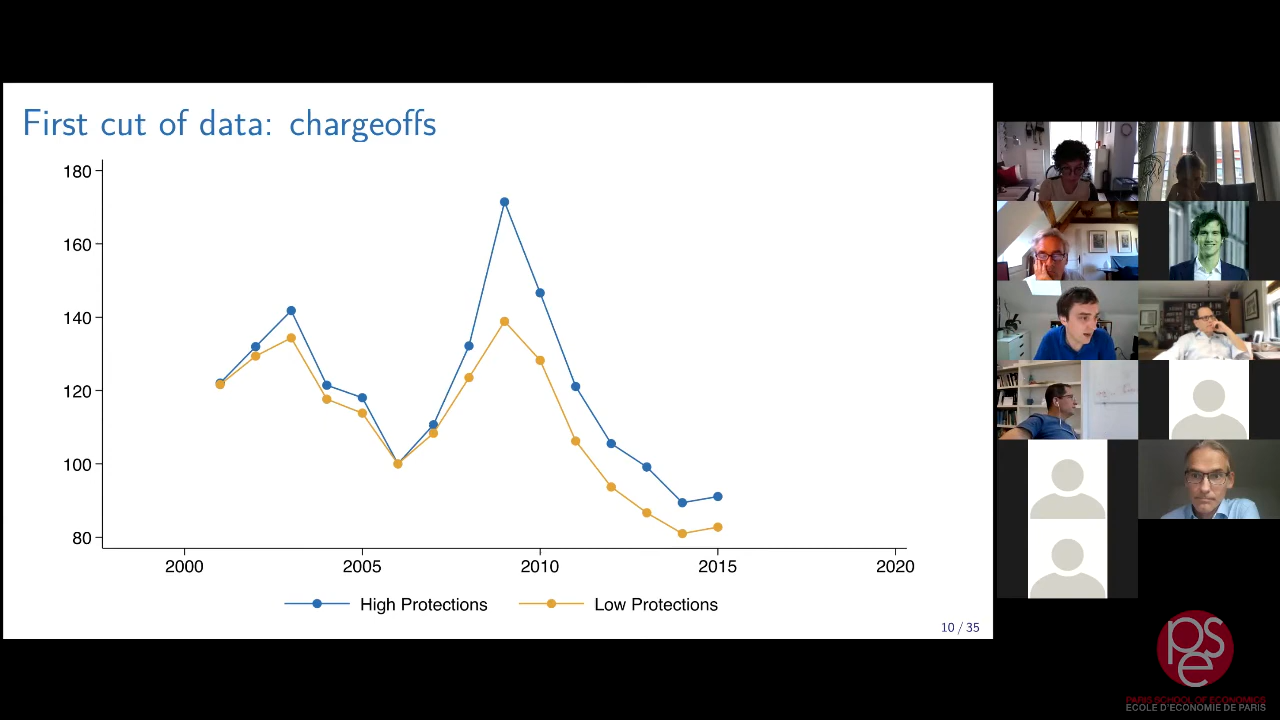 First cut of data: chargeoffs
180
160
140
120
100
80
2000 2005 2010 2015 2020
High Protections Low Protections
10 / 35
pse
PARIS SCHOOL OF ECONOMICS
ECOLE D'ECONOMIE DE PARIS